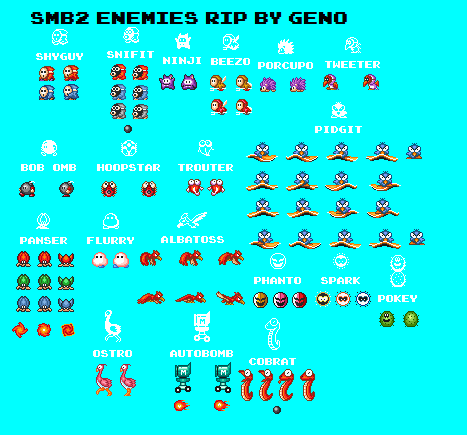 SMB2 ENEMIES RIP BY GENO
SHYGUY
SNIFIT
NINJI
BEEZO
PORCUPO
TWEETER
PIDGIT
BOB OMB
HOOPSTAR
TROUTER
PANSER
FLURRY
ALBATOSS
PHANTO
SPARK
POKEY
OSTRO
AUTOBOMB
COBRAT